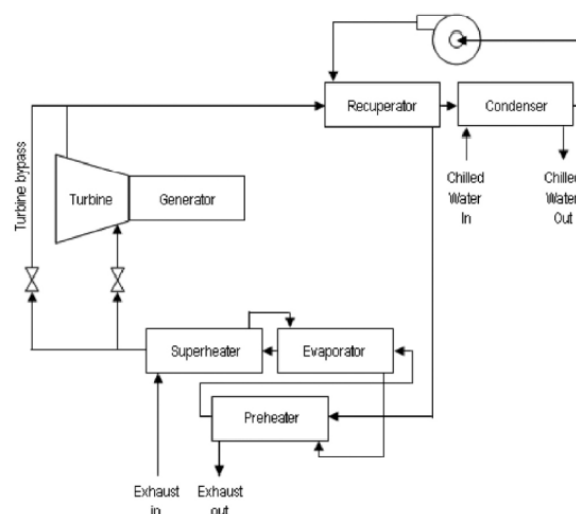 Recuperator
Condenser
Turbine bypass
Turbine
Generator
Chilled
Water
In
Chilled
Water
Out
Superheater
Evaporator
Preheater
Exhaust
in
Exhaust
out